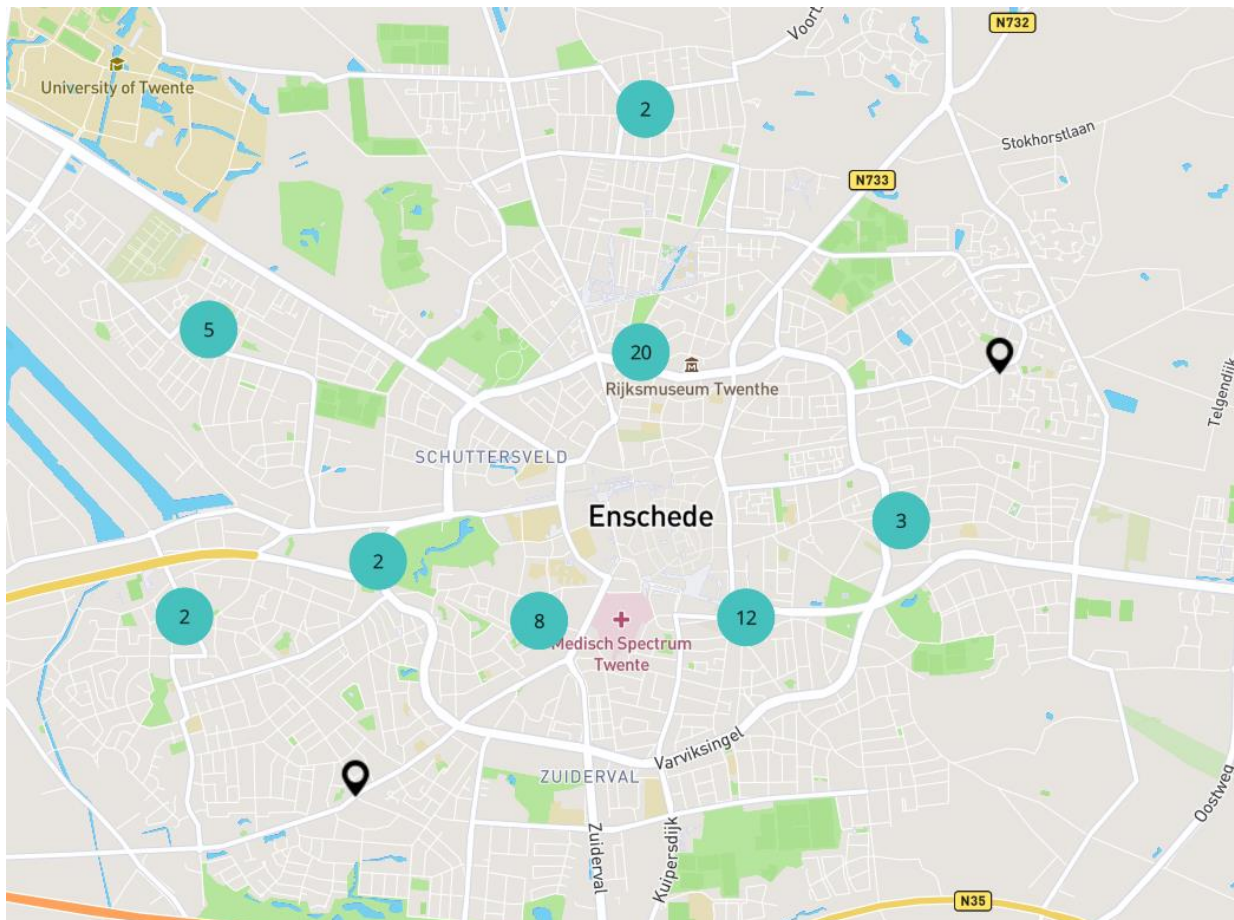 N732
Voort
University of Twente
2
Stokhorstlaan
N733
5
20
Rijksmuseum Twenthe
Telgendijk
SCHUTTERSVELD
Enschede
3
2
2
8
12
Medisch Spectrum
Twente
Varviksingel
ZUIDERVAL
Zuiderval
Kuipersdijk
Oostweg
N35